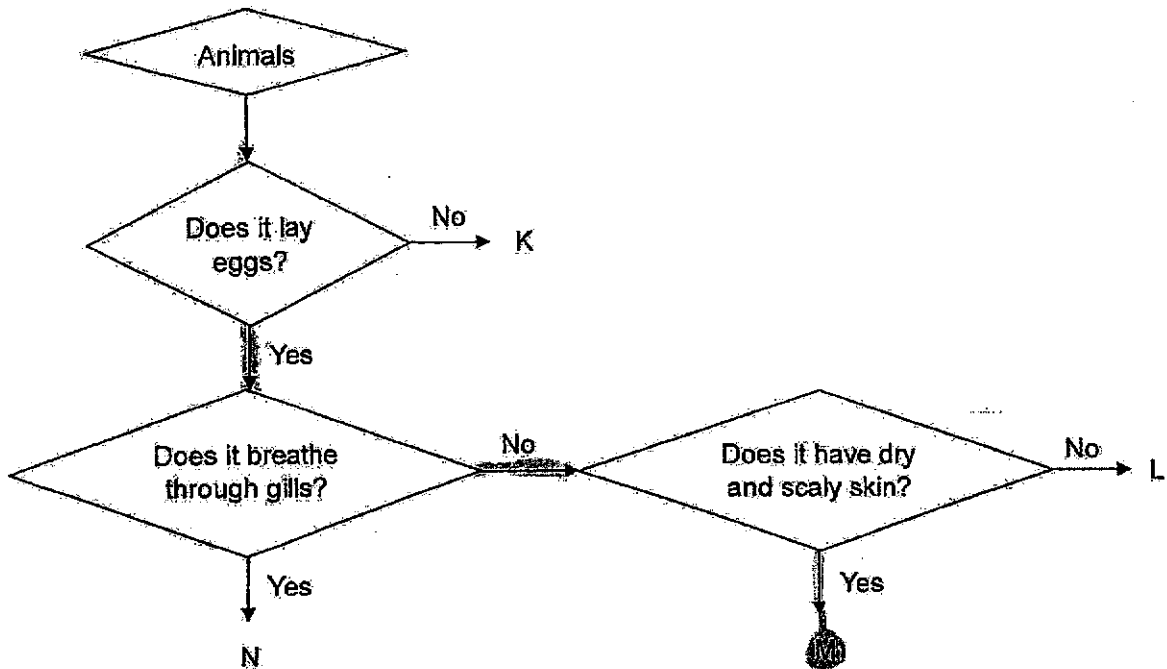 Animals
Does it lay
eggs?
No
K
Yes
Does it breathe
through gills?
No
Does it have dry
and scaly skin?
No
L
Yes
N
Yes
M